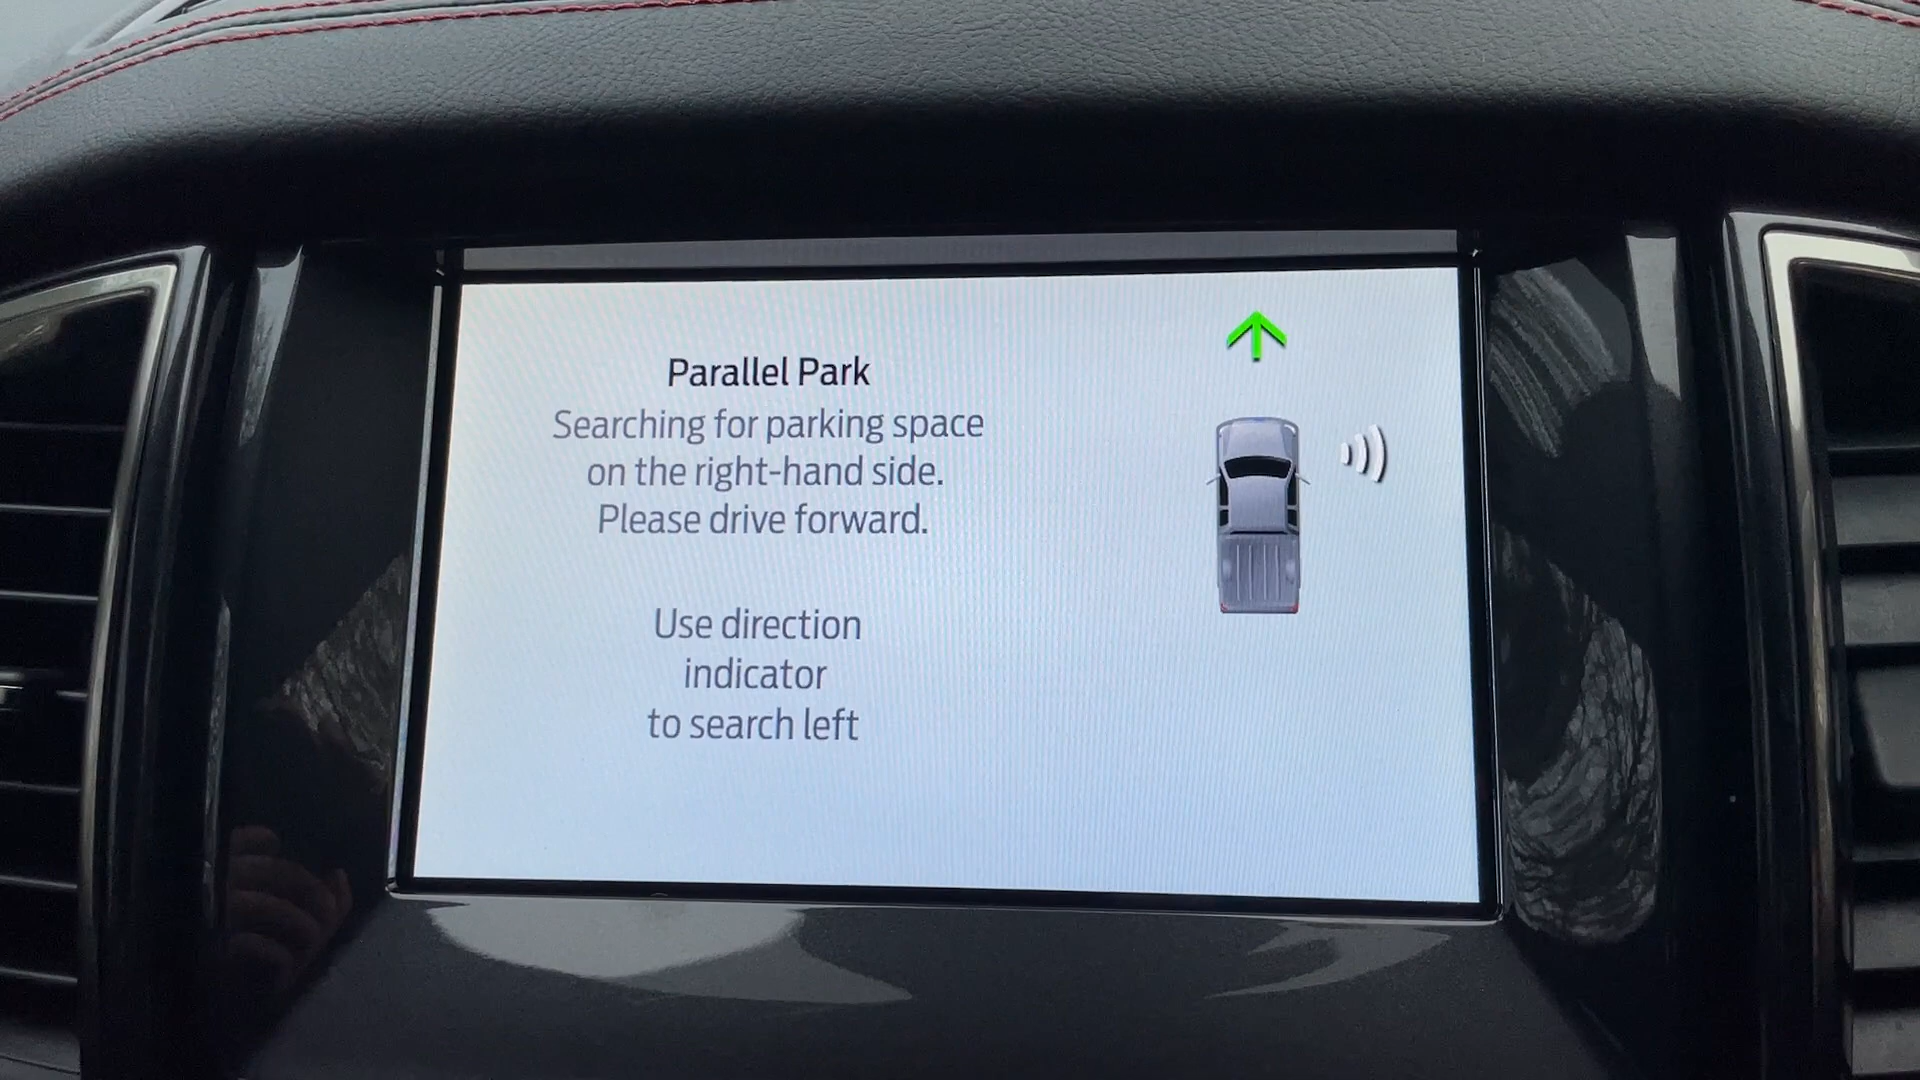 Parallel Park
Searching for parking space
on the right-hand side.
Please drive forward.
Use direction
indicator
to search left